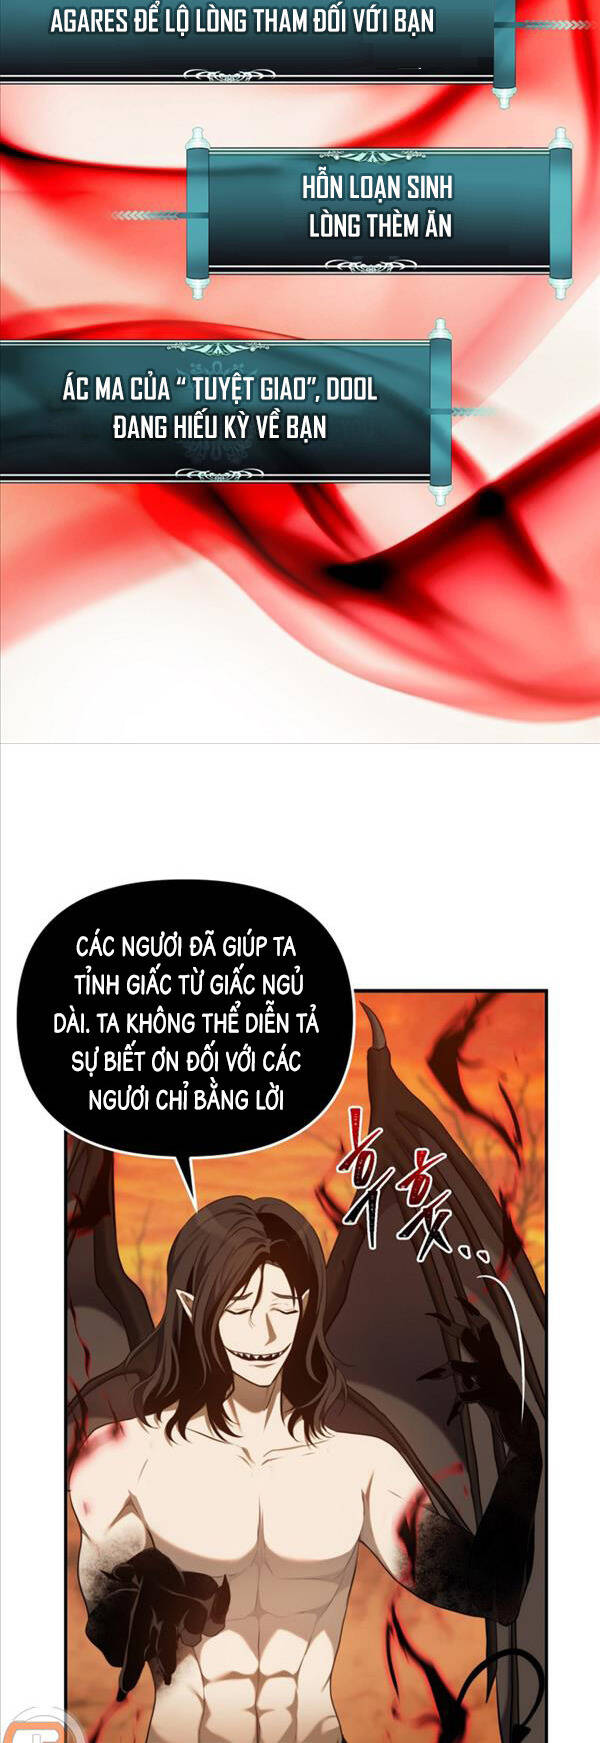 AGARES ĐỂ LỘ LÒNG THAM ĐỐI VỚI BẠN
HỖN LOẠN SINH
LÒNG THÈM ĂN
ÁC MA CỦA “ TUYỆT GIAO”, DOOL
ĐANG HIẾU KỲ VỀ BẠN
CÁC NGƯƠI ĐÃ GIÚP TA
TỈNH GIẤC TỪ GIẤC NGỦ
DÀI. TA KHÔNG THỂ DIỄN TẢ
SỰ BIẾT ƠN ĐỐI VỚI CÁC
NGƯƠI CHỈ BẰNG LỜI